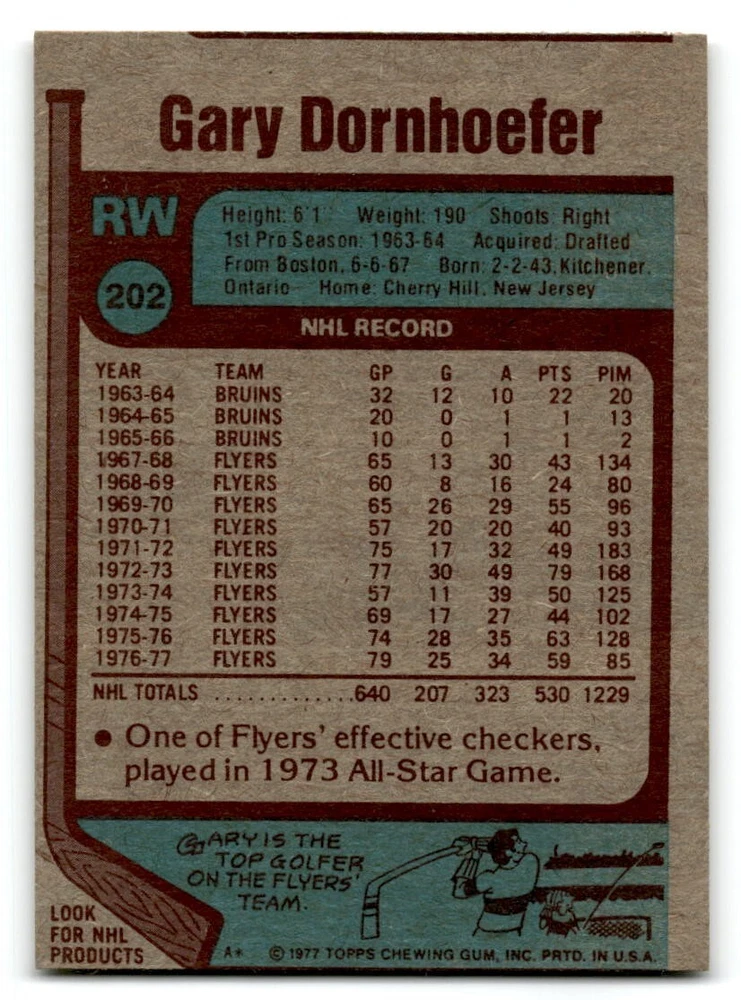 Gary Dornhoefer
RW
202
Height: 6'1 Weight: 190 Shoots: Right
1st Pro Season: 1963-64 Acquired: Drafted
From Boston, 6-6-67 Born: 2-2-43, Kitchener,
Ontario Home: Cherry Hill, New Jersey
NHL RECORD
YEAR TEAM GP G A PTS PIM
1963-64 BRUINS 32 12 10 22 20
1964-65 BRUINS 20 0 1 1 13
1965-66 BRUINS 10 0 1 1 2
1967-68 FLYERS 65 13 30 43 134
1968-69 FLYERS 60 8 16 24 80
1969-70 FLYERS 65 26 29 55 96
1970-71 FLYERS 57 20 20 40 93
1971-72 FLYERS 75 17 32 49 183
1972-73 FLYERS 77 30 49 79 168
1973-74 FLYERS 57 11 39 50 125
1974-75 FLYERS 69 17 27 44 102
1975-76 FLYERS 74 28 35 63 128
1976-77 FLYERS 79 25 34 59 85
NHL TOTALS ............. 640 207 323 530 1229
• One of Flyers' effective checkers,
played in 1973 All-Star Game.
GARY IS THE
TOP GOLFER
ON THE FLYERS'
TEAM.
LOOK
FOR NHL
PRODUCTS
A* © 1977 TOPPS CHEWING GUM, INC. PRTD. IN U.S.A.